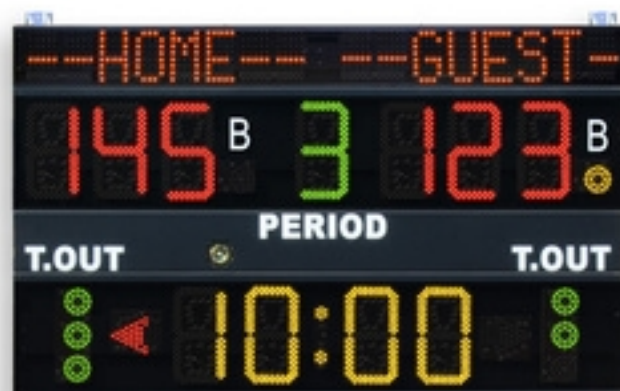 --HOME-- --GUEST-
145 B 3 123 B
PERIOD
T.OUT T.OUT
10:00